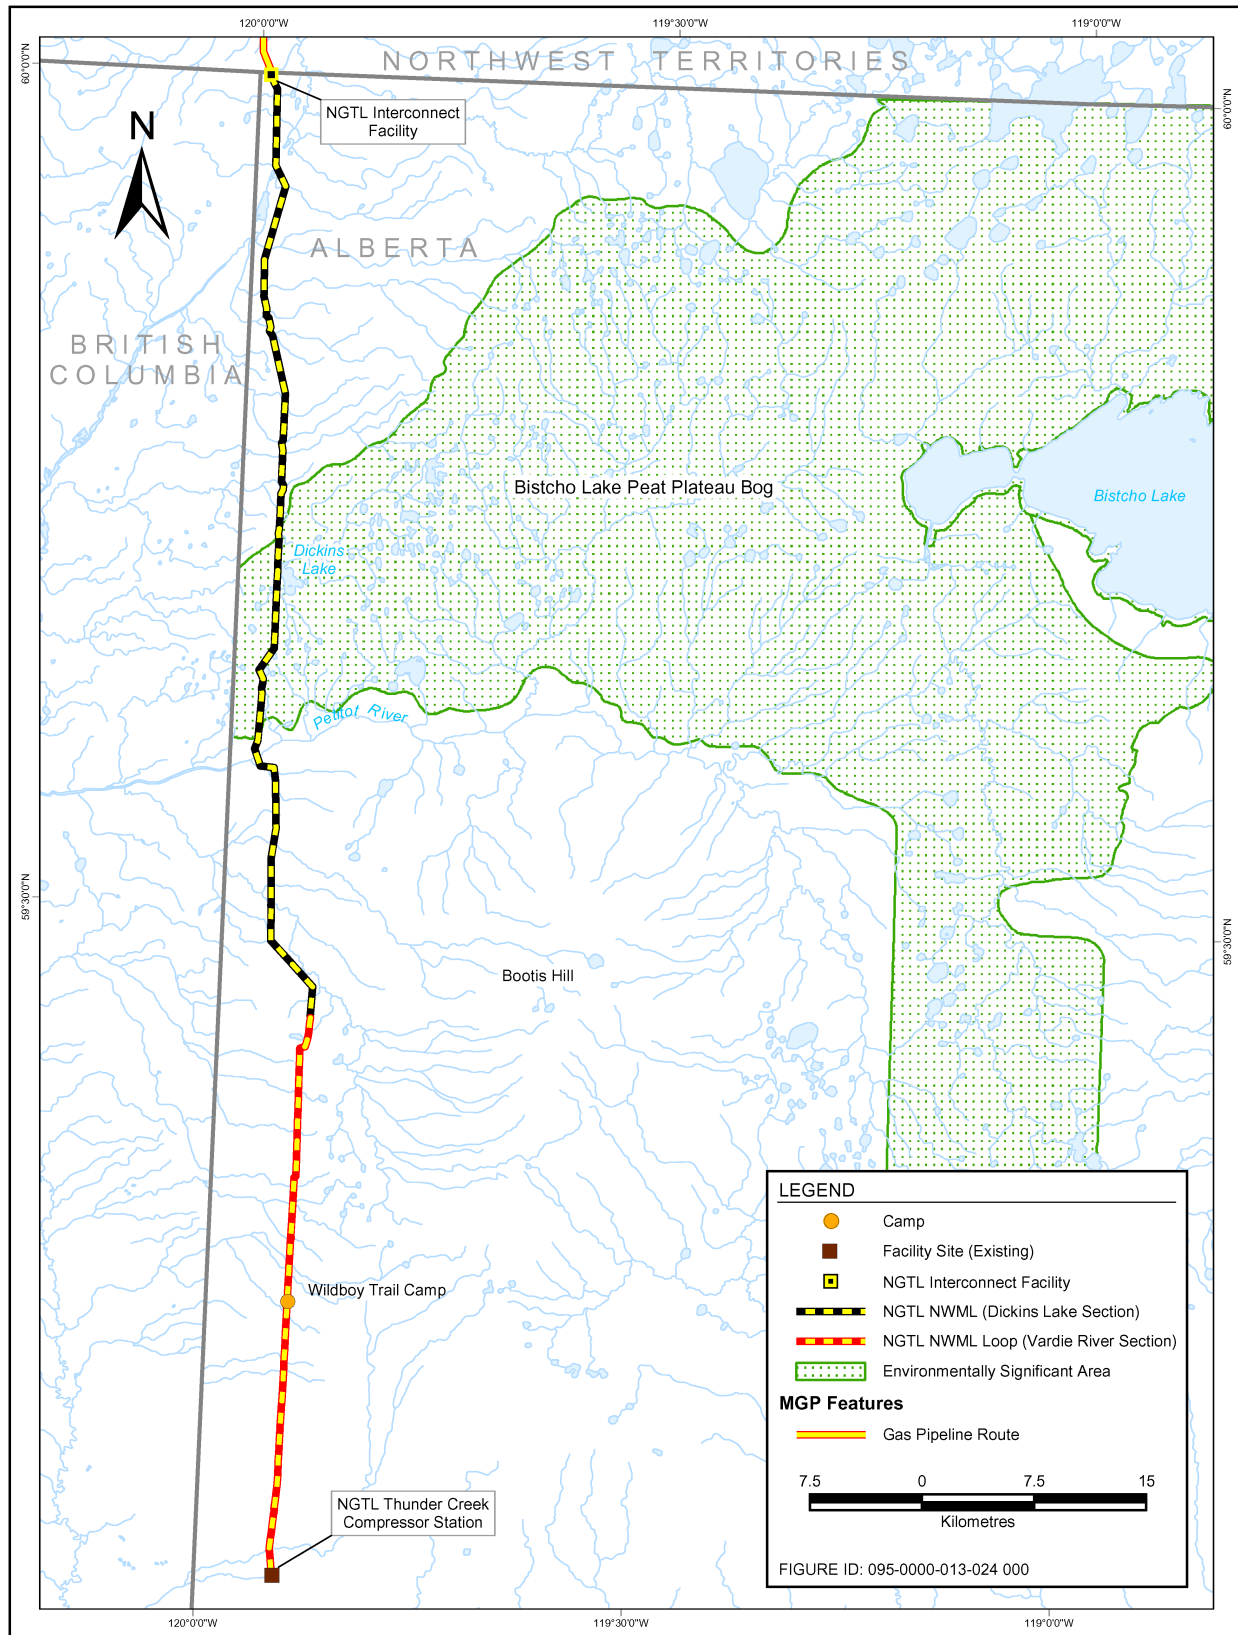 120°0'0"W 119°30'0"W 119°0'0"W
60°0'0"N
NORTHWEST TERRITORIES
60°0'0"N
NGTL Interconnect
Facility
N
ALBERTA
BRITISH
COLUMBIA
Bistcho Lake Peat Plateau Bog
Bistcho Lake
Dickins
Lake
Petitot River
59°30'0"N
59°30'0"N
Bootis Hill
Wildboy Trail Camp
NGTL Thunder Creek
Compressor Station
LEGEND
Camp
Facility Site (Existing)
NGTL Interconnect Facility
NGTL NWML (Dickins Lake Section)
NGTL NWML Loop (Vardie River Section)
Environmentally Significant Area
MGP Features
Gas Pipeline Route
7.5 0 7.5 15
Kilometres
FIGURE ID: 095-0000-013-024 000
120°0'0"W 119°30'0"W 119°0'0"W